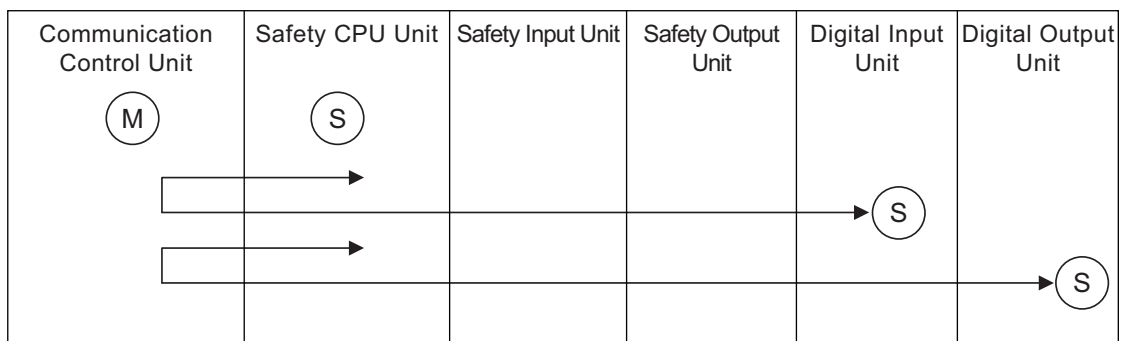 Communication
Control Unit
Safety CPU Unit
Safety Input Unit
Safety Output
Unit
Digital Input
Unit
Digital Output
Unit
M
S
S
S